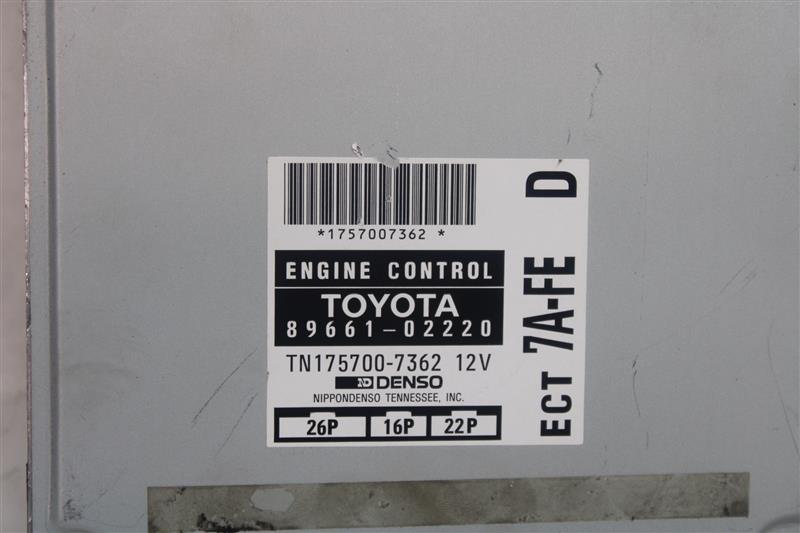 *1757007362 *
ENGINE CONTROL
TOYOTA
89661-02220
TN175700-7362 12V
ND DENSO
NIPPONDENSO TENNESSEE, INC.
26P 16P 22P
ECT 7A-FE D